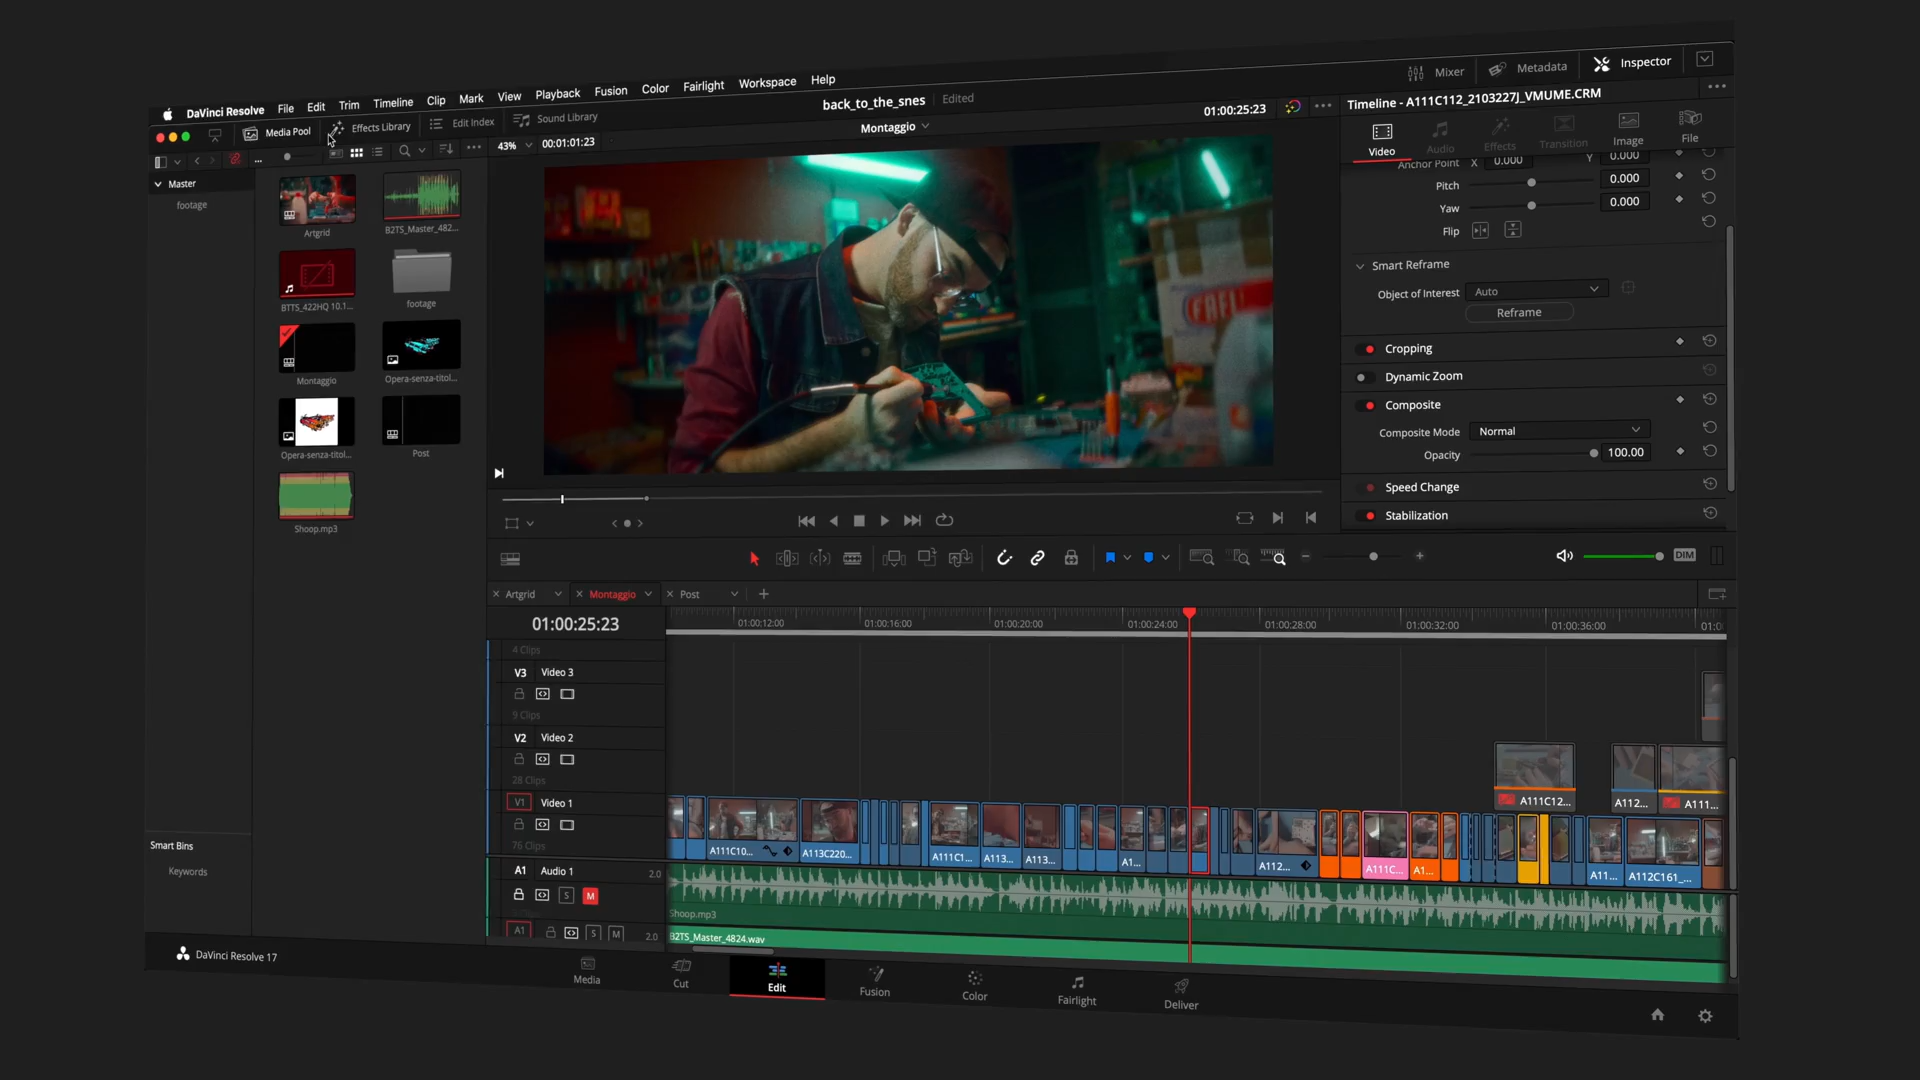 DaVinci Resolve File Edit Trim Timeline Clip Mark View Playback Fusion Color Fairlight Workspace Help
Media Pool Effects Library Edit Index Sound Library
back_to_the_snes Edited
Mixer Metadata Inspector
43% 00:01:01:23
Montaggio
01:00:25:23
Timeline - A111C112_2103227J_VMUME.CRM
Video Audio Effects Transition Image File
Master
footage
Artgrid
B2TS_Master_482...
BTTS_422HQ 10.1...
footage
Montaggio
Opera-senza-titol...
Opera-senza-titol...
Post
Shoop.mp3
Smart Bins
Keywords
FREE!
Anchor Point X 0.000 Y 0.000
Pitch 0.000
Yaw 0.000
Flip
Smart Reframe
Object of Interest Auto
Reframe
Cropping
Dynamic Zoom
Composite
Composite Mode Normal
Opacity 100.00
Speed Change
Stabilization
DIM
Artgrid Montaggio Post
01:00:25:23
01:00:12:00 01:00:16:00 01:00:20:00 01:00:24:00 01:00:28:00 01:00:32:00 01:00:36:00 01:0
4 Clips
V3 Video 3
9 Clips
V2 Video 2
28 Clips
A111C12... A112... A111...
V1 Video 1
76 Clips
A111C10... A113C220... A111C1... A113... A113... A1... A112... A111C... A1... A11... A112C161_...
A1 Audio 1 2.0
S M
Shoop.mp3
A1 S M 2.0
B2TS_Master_4824.wav
DaVinci Resolve 17
Media Cut Edit Fusion Color Fairlight Deliver